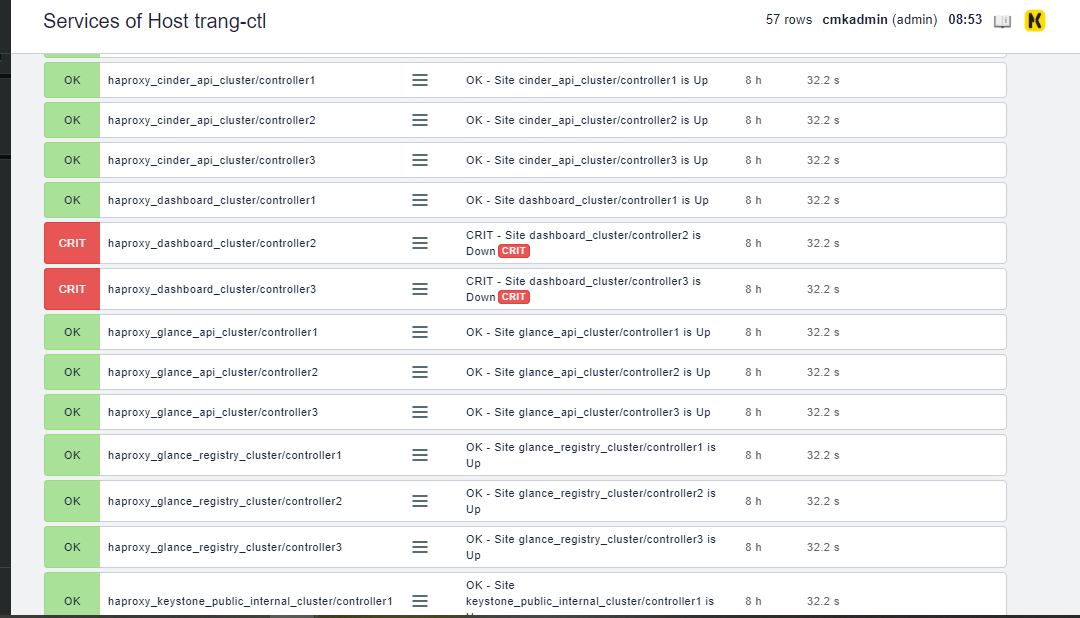 Services of Host trang-ctl
57 rows cmkadmin (admin) 08:53
OK haproxy_cinder_api_cluster/controller1 OK - Site cinder_api_cluster/controller1 is Up 8 h 32.2 s
OK haproxy_cinder_api_cluster/controller2 OK - Site cinder_api_cluster/controller2 is Up 8 h 32.2 s
OK haproxy_cinder_api_cluster/controller3 OK - Site cinder_api_cluster/controller3 is Up 8 h 32.2 s
OK haproxy_dashboard_cluster/controller1 OK - Site dashboard_cluster/controller1 is Up 8 h 32.2 s
CRIT haproxy_dashboard_cluster/controller2 CRIT - Site dashboard_cluster/controller2 is 8 h 32.2 s
Down CRIT
CRIT haproxy_dashboard_cluster/controller3 CRIT - Site dashboard_cluster/controller3 is 8 h 32.2 s
Down CRIT
OK haproxy_glance_api_cluster/controller1 OK - Site glance_api_cluster/controller1 is Up 8 h 32.2 s
OK haproxy_glance_api_cluster/controller2 OK - Site glance_api_cluster/controller2 is Up 8 h 32.2 s
OK haproxy_glance_api_cluster/controller3 OK - Site glance_api_cluster/controller3 is Up 8 h 32.2 s
OK haproxy_glance_registry_cluster/controller1 OK - Site glance_registry_cluster/controller1 is 8 h 32.2 s
Up
OK haproxy_glance_registry_cluster/controller2 OK - Site glance_registry_cluster/controller2 is 8 h 32.2 s
Up
OK haproxy_glance_registry_cluster/controller3 OK - Site glance_registry_cluster/controller3 is 8 h 32.2 s
Up
OK - Site
OK haproxy_keystone_public_internal_cluster/controller1 keystone_public_internal_cluster/controller1 is 8 h 32.2 s